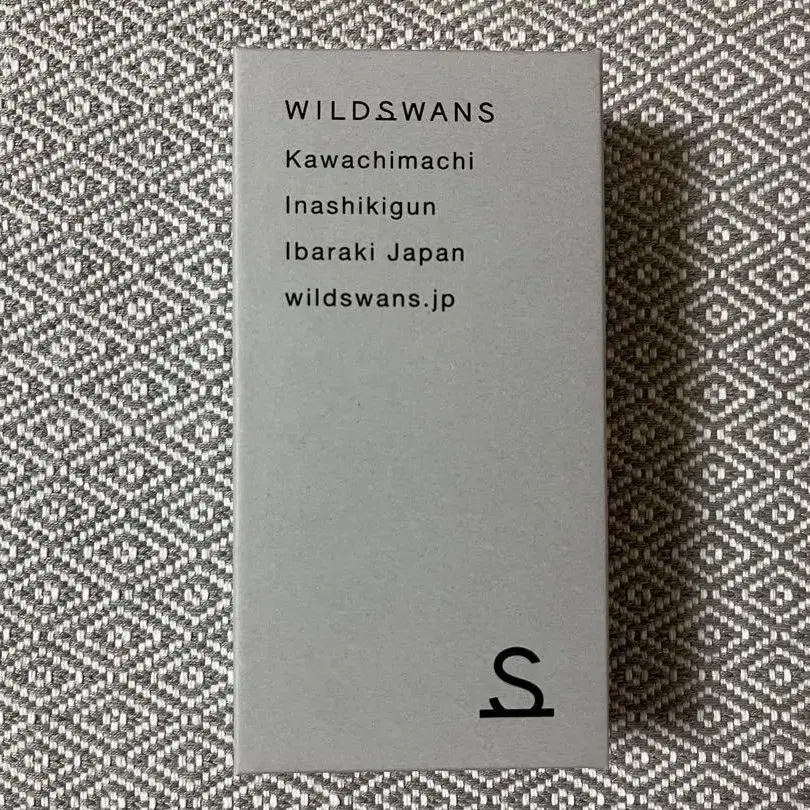 WILDSWANS
Kawachimachi
Inashikigun
Ibaraki Japan
wildswans.jp
S